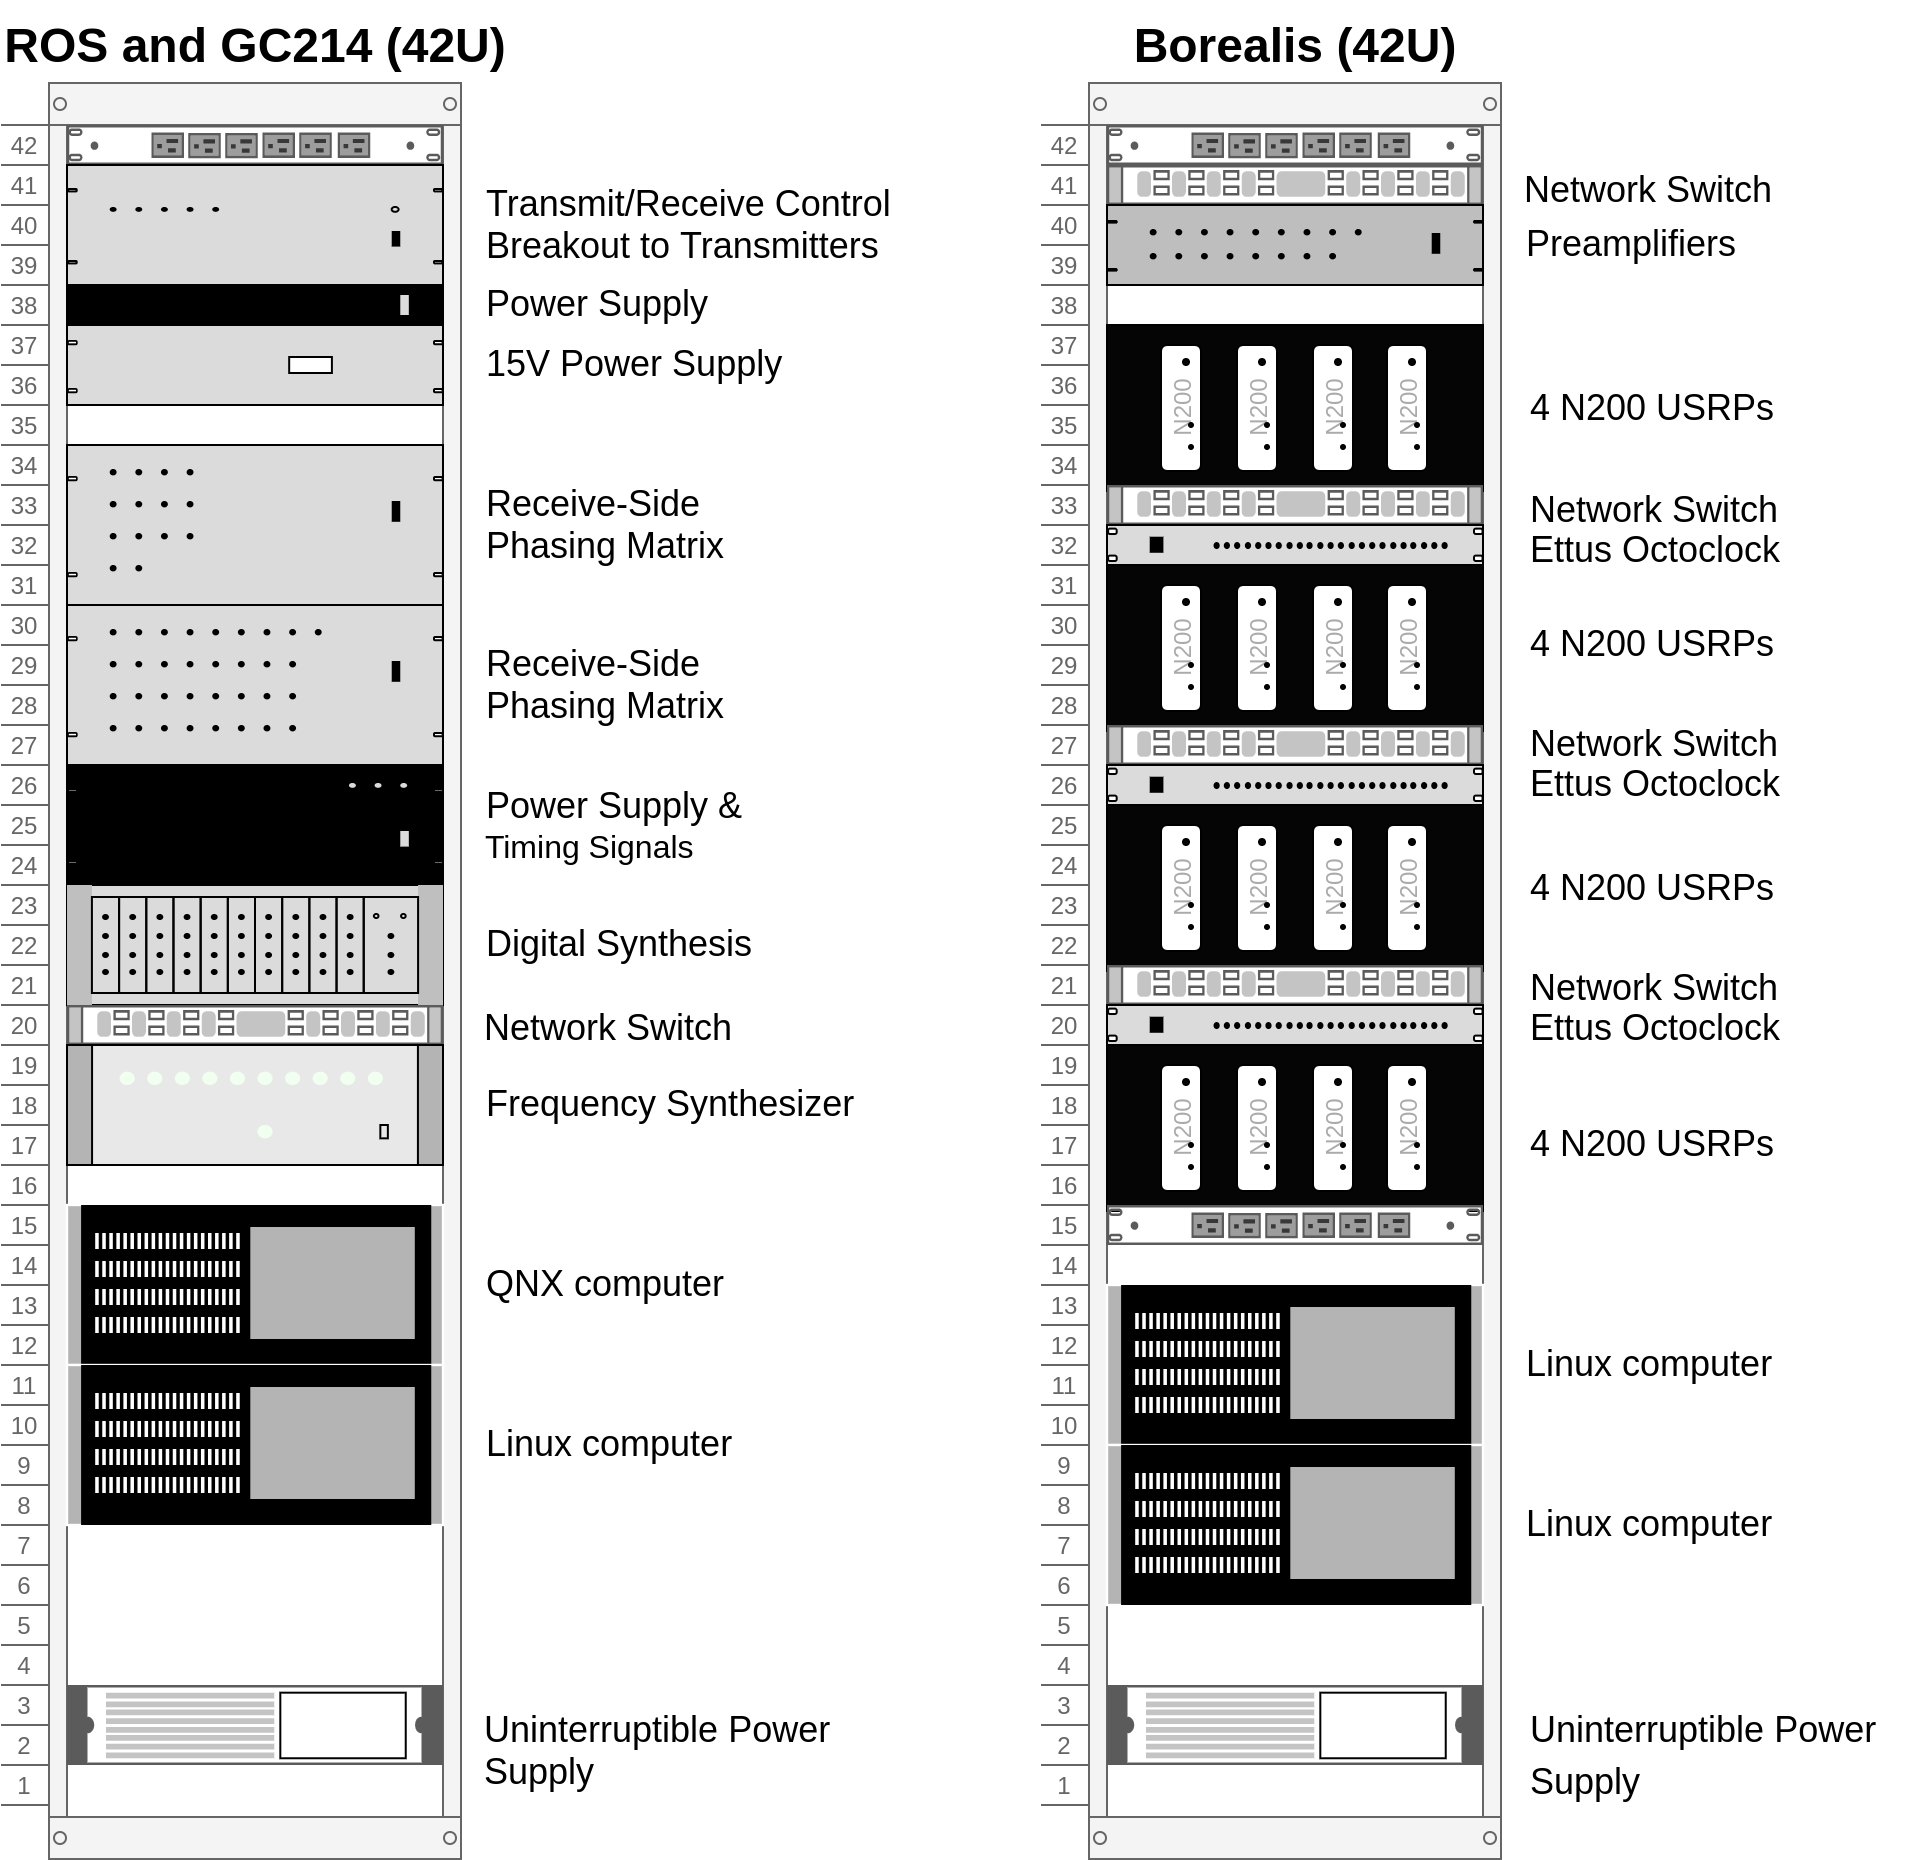 ROS and GC214 (42U)
42
41
40
39
38
37
36
35
34
33
32
31
30
29
28
27
26
25
24
23
22
21
20
19
18
17
16
15
14
13
12
11
10
9
8
7
6
5
4
3
2
1
Transmit/Receive Control
Breakout to Transmitters
Power Supply
15V Power Supply
Receive-Side
Phasing Matrix
Receive-Side
Phasing Matrix
Power Supply &
Timing Signals
Digital Synthesis
Network Switch
Frequency Synthesizer
QNX computer
Linux computer
Uninterruptible Power
Supply
Borealis (42U)
42
41
40
39
38
37
36
35
34
33
32
31
30
29
28
27
26
25
24
23
22
21
20
19
18
17
16
15
14
13
12
11
10
9
8
7
6
5
4
3
2
1
N200 N200 N200 N200
N200 N200 N200 N200
N200 N200 N200 N200
N200 N200 N200 N200
Network Switch
Preamplifiers
4 N200 USRPs
Network Switch
Ettus Octoclock
4 N200 USRPs
Network Switch
Ettus Octoclock
4 N200 USRPs
Network Switch
Ettus Octoclock
4 N200 USRPs
Linux computer
Linux computer
Uninterruptible Power
Supply